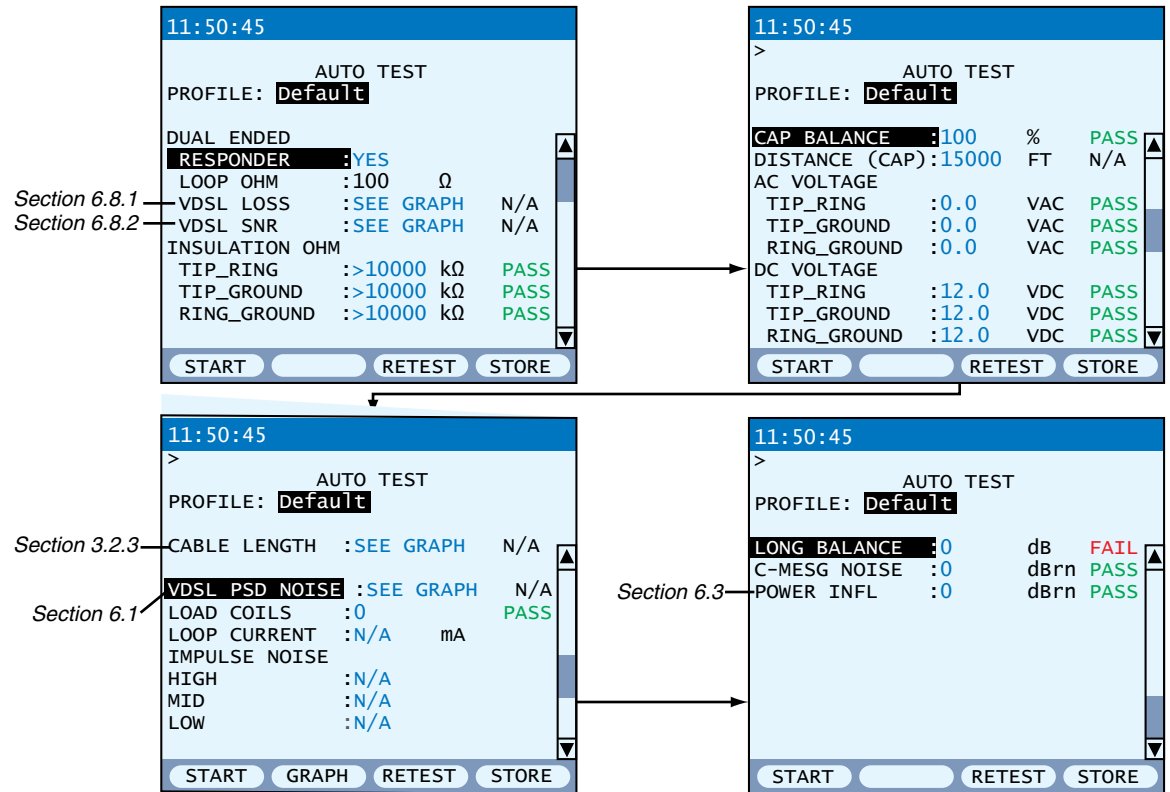 11:50:45
AUTO TEST
PROFILE: Default
DUAL ENDED
RESPONDER :YES
LOOP OHM :100 Ω
Section 6.8.1 VDSL LOSS :SEE GRAPH N/A
Section 6.8.2 VDSL SNR :SEE GRAPH N/A
INSULATION OHM
TIP_RING :>10000 kΩ PASS
TIP_GROUND :>10000 kΩ PASS
RING_GROUND :>10000 kΩ PASS
START RETEST STORE
11:50:45
>
AUTO TEST
PROFILE: Default
CAP BALANCE :100 % PASS
DISTANCE (CAP):15000 FT N/A
AC VOLTAGE
TIP_RING :0.0 VAC PASS
TIP_GROUND :0.0 VAC PASS
RING_GROUND :0.0 VAC PASS
DC VOLTAGE
TIP_RING :12.0 VDC PASS
TIP_GROUND :12.0 VDC PASS
RING_GROUND :12.0 VDC PASS
START RETEST STORE
11:50:45
>
AUTO TEST
PROFILE: Default
Section 3.2.3 CABLE LENGTH :SEE GRAPH N/A
Section 6.1 VDSL PSD NOISE :SEE GRAPH N/A
LOAD COILS :0 PASS
LOOP CURRENT :N/A mA
IMPULSE NOISE
HIGH :N/A
MID :N/A
LOW :N/A
START GRAPH RETEST STORE
11:50:45
>
AUTO TEST
PROFILE: Default
LONG BALANCE :0 dB FAIL
C-MESG NOISE :0 dBrn PASS
Section 6.3 POWER INFL :0 dBrn PASS
START RETEST STORE